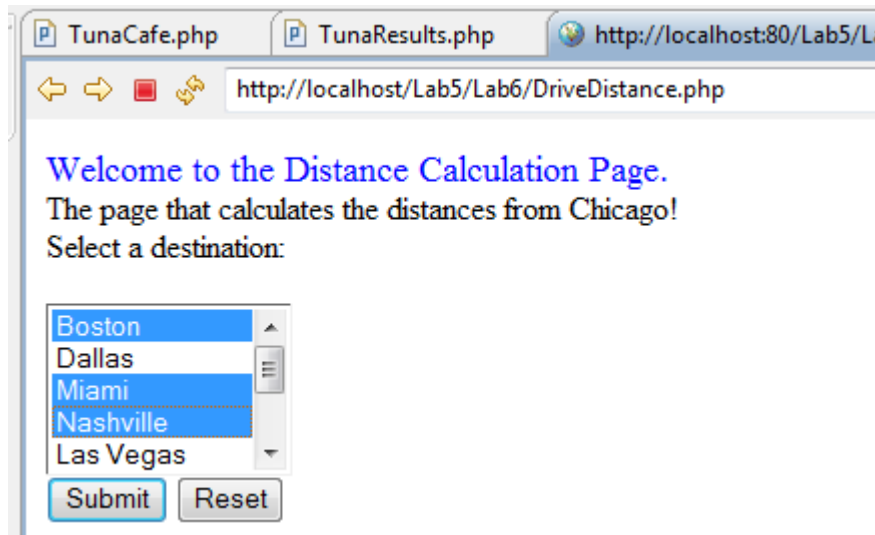 TunaCafe.php
TunaResults.php
http://localhost:80/Lab5/L
http://localhost/Lab5/Lab6/DriveDistance.php
Welcome to the Distance Calculation Page.
The page that calculates the distances from Chicago!
Select a destination:
Boston
Dallas
Miami
Nashville
Las Vegas
Submit
Reset